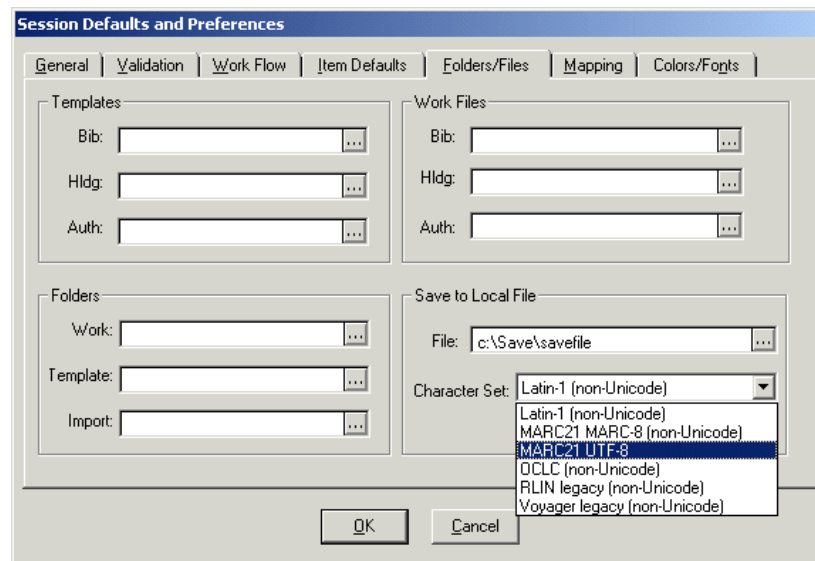 Session Defaults and Preferences
General Validation Work Flow Item Defaults Folders/Files Mapping Colors/Fonts
Templates
Bib: ...
Hldg: ...
Auth: ...
Work Files
Bib: ...
Hldg: ...
Auth: ...
Folders
Work: ...
Template: ...
Import: ...
Save to Local File
File: c:\Save\savefile ...
Character Set: Latin-1 (non-Unicode)
Latin-1 (non-Unicode)
MARC21 MARC-8 (non-Unicode)
MARC21 UTF-8
OCLC (non-Unicode)
RLIN legacy (non-Unicode)
Voyager legacy (non-Unicode)
OK Cancel